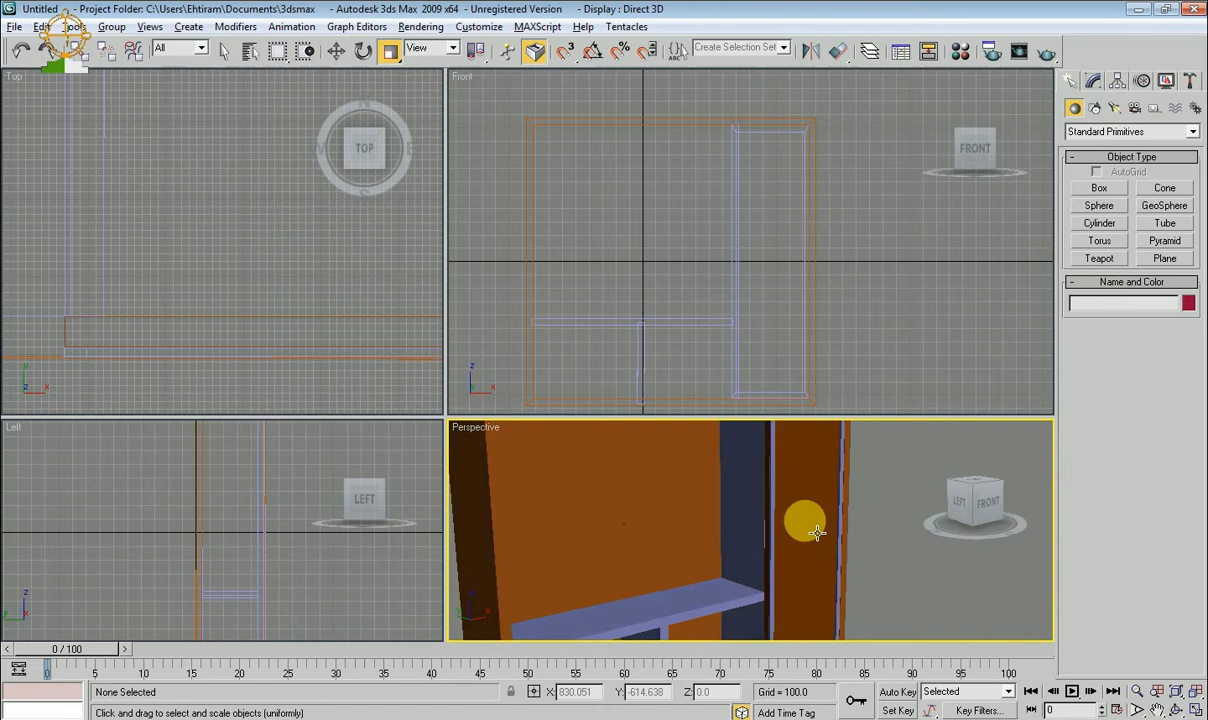 Untitled - Project Folder: C:\Users\Ehtiram\Documents\3dsmax - Autodesk 3ds Max 2009 x64 - Unregistered Version - Display : Direct 3D
File Edit Tools Group Views Create Modifiers Animation Graph Editors Rendering Customize MAXScript Help Tentacles
All View 3 Create Selection Set ABC
Top
N
TOP
S
y
z x
Front
FRONT
z
x
Standard Primitives
- Object Type
AutoGrid
Box Cone
Sphere GeoSphere
Cylinder Tube
Torus Pyramid
Teapot Plane
- Name and Color
Left
LEFT
z
y
Perspective
LEFT FRONT
z
x
< 0 / 100 >
0 5 10 15 20 25 30 35 40 45 50 55 60 65 70 75 80 85 90 95 100
None Selected X: 830.051 Y: -614.638 Z: 0.0 Grid = 100.0 Auto Key Selected
Click and drag to select and scale objects (uniformly) Add Time Tag Set Key Key Filters... 0